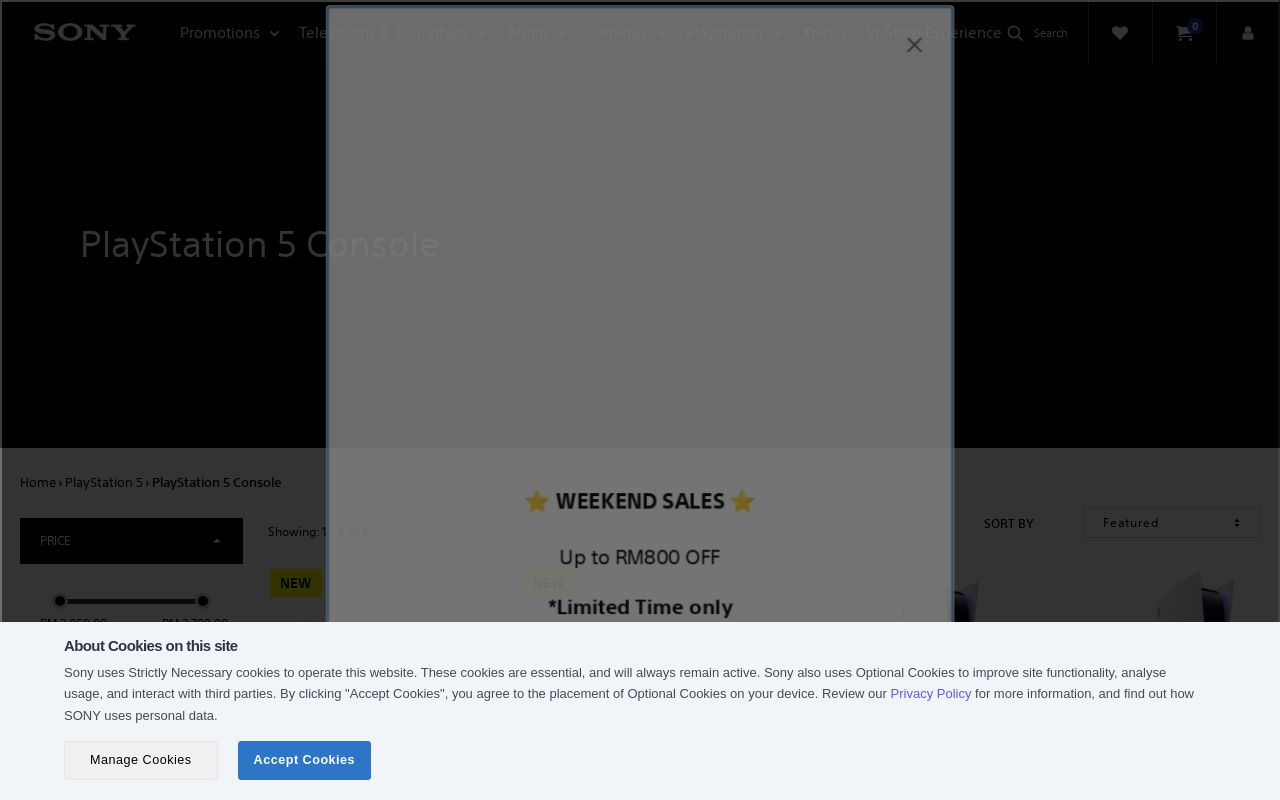 SONY
Promotions
Televisions & Soundbars
Audio
Cameras
PlayStation
Xperia
In-Store Experience
Search
0
PlayStation 5 Console
Home › PlayStation 5 › PlayStation 5 Console
PRICE
Showing: 1 - 6 of 6
SORT BY
Featured
⭐ WEEKEND SALES ⭐
Up to RM800 OFF
*Limited Time only
NEW
NEW
About Cookies on this site
Sony uses Strictly Necessary cookies to operate this website. These cookies are essential, and will always remain active. Sony also uses Optional Cookies to improve site functionality, analyse
usage, and interact with third parties. By clicking "Accept Cookies", you agree to the placement of Optional Cookies on your device. Review our Privacy Policy for more information, and find out how
SONY uses personal data.
Manage Cookies
Accept Cookies